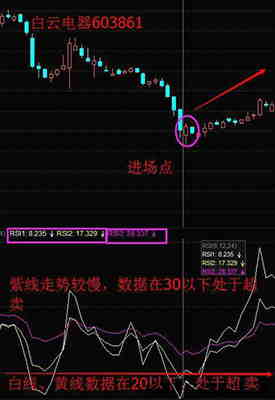 白云电器603861
进场点
RSI1: 8.235 ↓ RSI2: 17.329 ↓ RSI3: 28.337 ↓
RSI(6,12,24)
RSI1: 8.235 ↓
RSI2: 17.329 ↓
RSI3: 28.337 ↓
紫线走势较慢，数据在30以下处于超
卖
白线、黄线数据在20以下，处于超卖